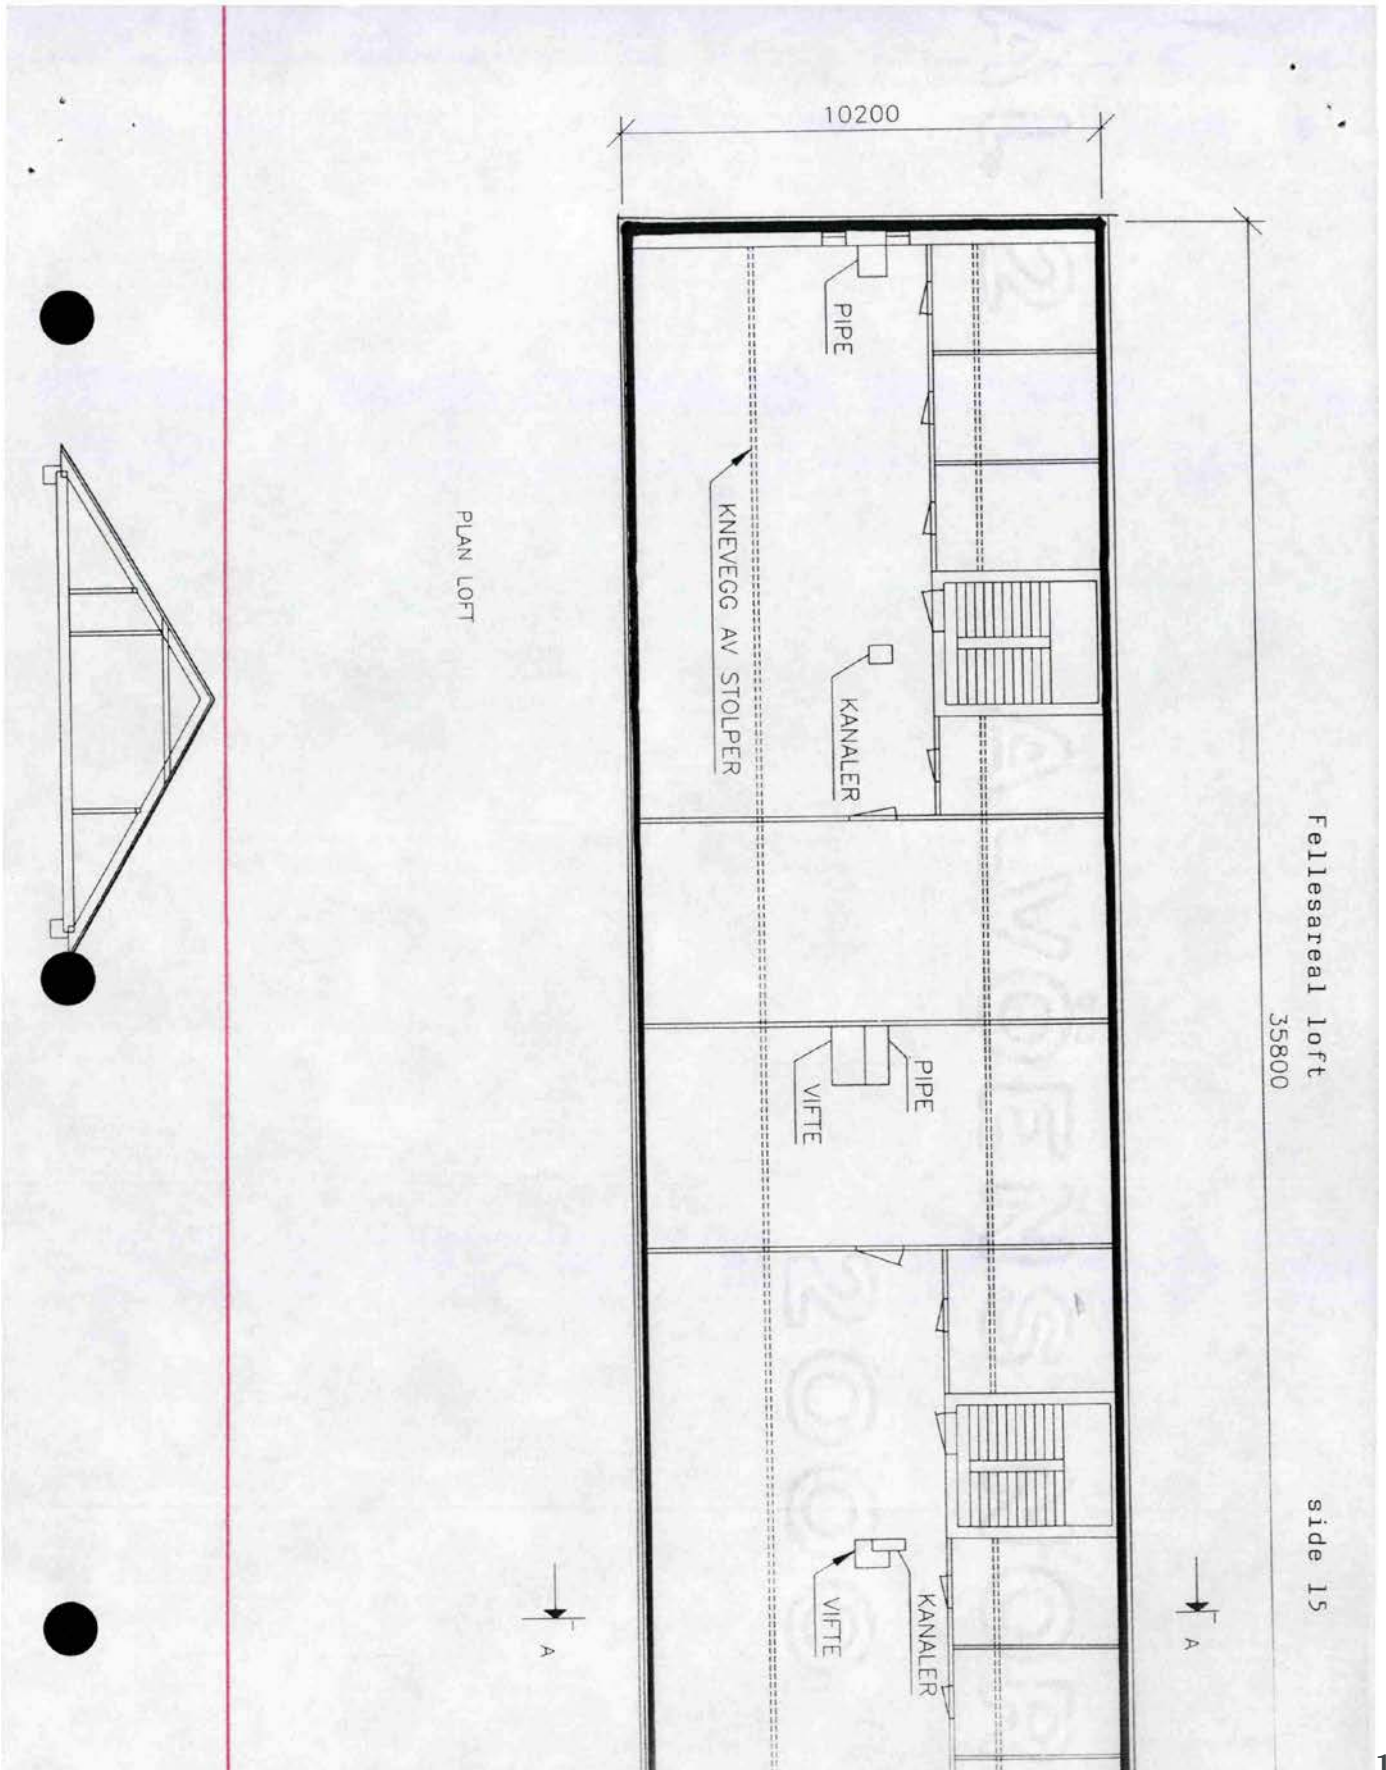 Fellesareal loft
side 15
35800
10200
PIPE
KNEVEGG AV STOLPER
KANALER
PIPE
VIFTE
KANALER
VIFTE
A
A
PLAN LOFT